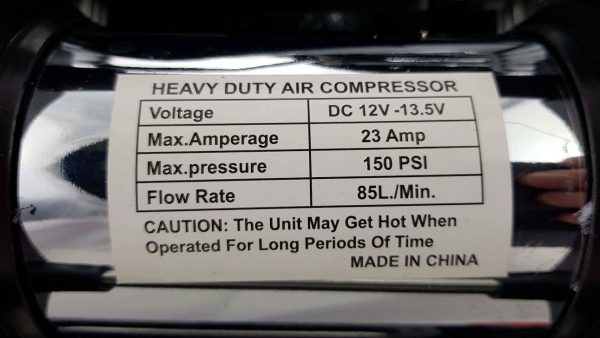 HEAVY DUTY AIR COMPRESSOR
Voltage DC 12V -13.5V
Max.Amperage 23 Amp
Max.pressure 150 PSI
Flow Rate 85L./Min.
CAUTION: The Unit May Get Hot When
Operated For Long Periods Of Time
MADE IN CHINA